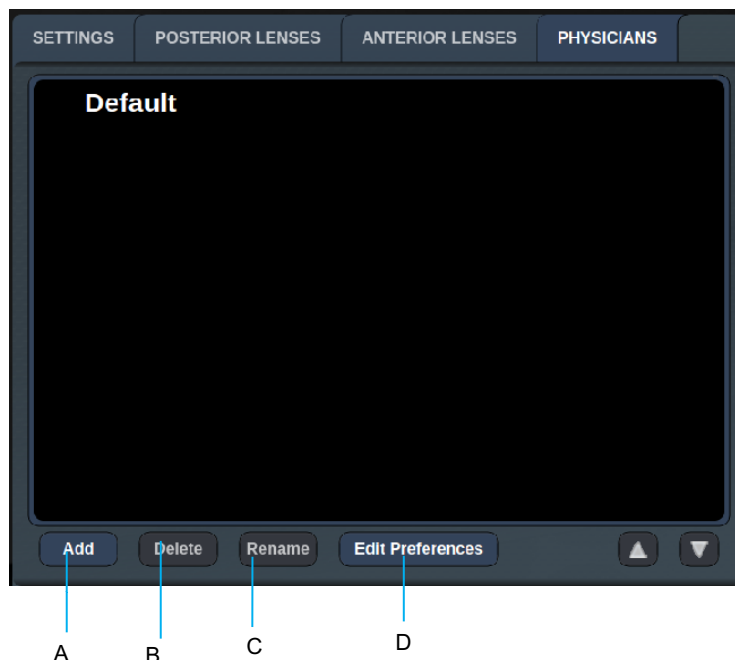 SETTINGS POSTERIOR LENSES ANTERIOR LENSES PHYSICIANS
Default
Add Delete Rename Edit Preferences
A B C D